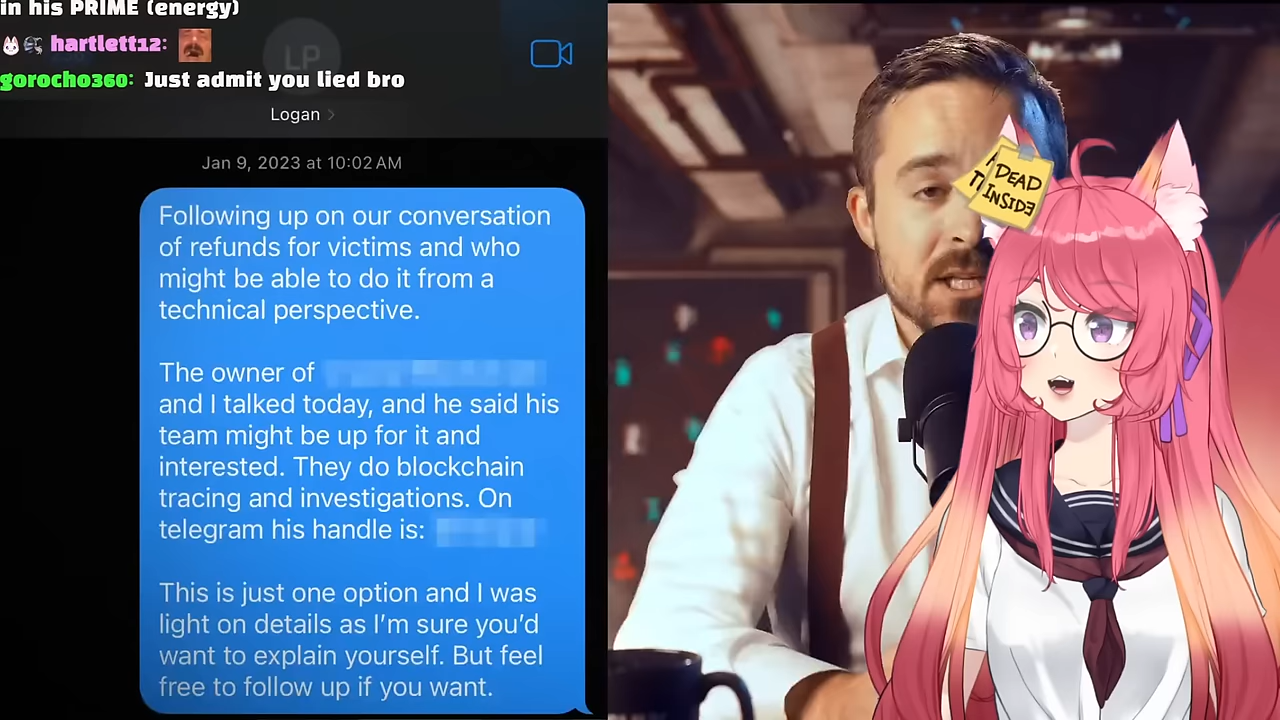 in his PRIME (energy)
hartlett12:
gorocho360: Just admit you lied bro
LP
Logan
Jan 9, 2023 at 10:02 AM
Following up on our conversation
of refunds for victims and who
might be able to do it from a
technical perspective.
The owner of
and I talked today, and he said his
team might be up for it and
interested. They do blockchain
tracing and investigations. On
telegram his handle is:
This is just one option and I was
light on details as I'm sure you'd
want to explain yourself. But feel
free to follow up if you want.
DEAD
INSIDE